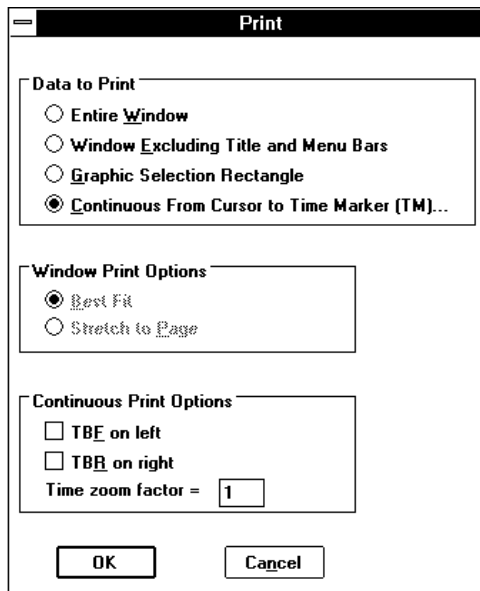 Print
Data to Print
Entire Window
Window Excluding Title and Menu Bars
Graphic Selection Rectangle
Continuous From Cursor to Time Marker (TM)...
Window Print Options
Best Fit
Stretch to Page
Continuous Print Options
TBF on left
TBR on right
Time zoom factor = 1
OK Cancel